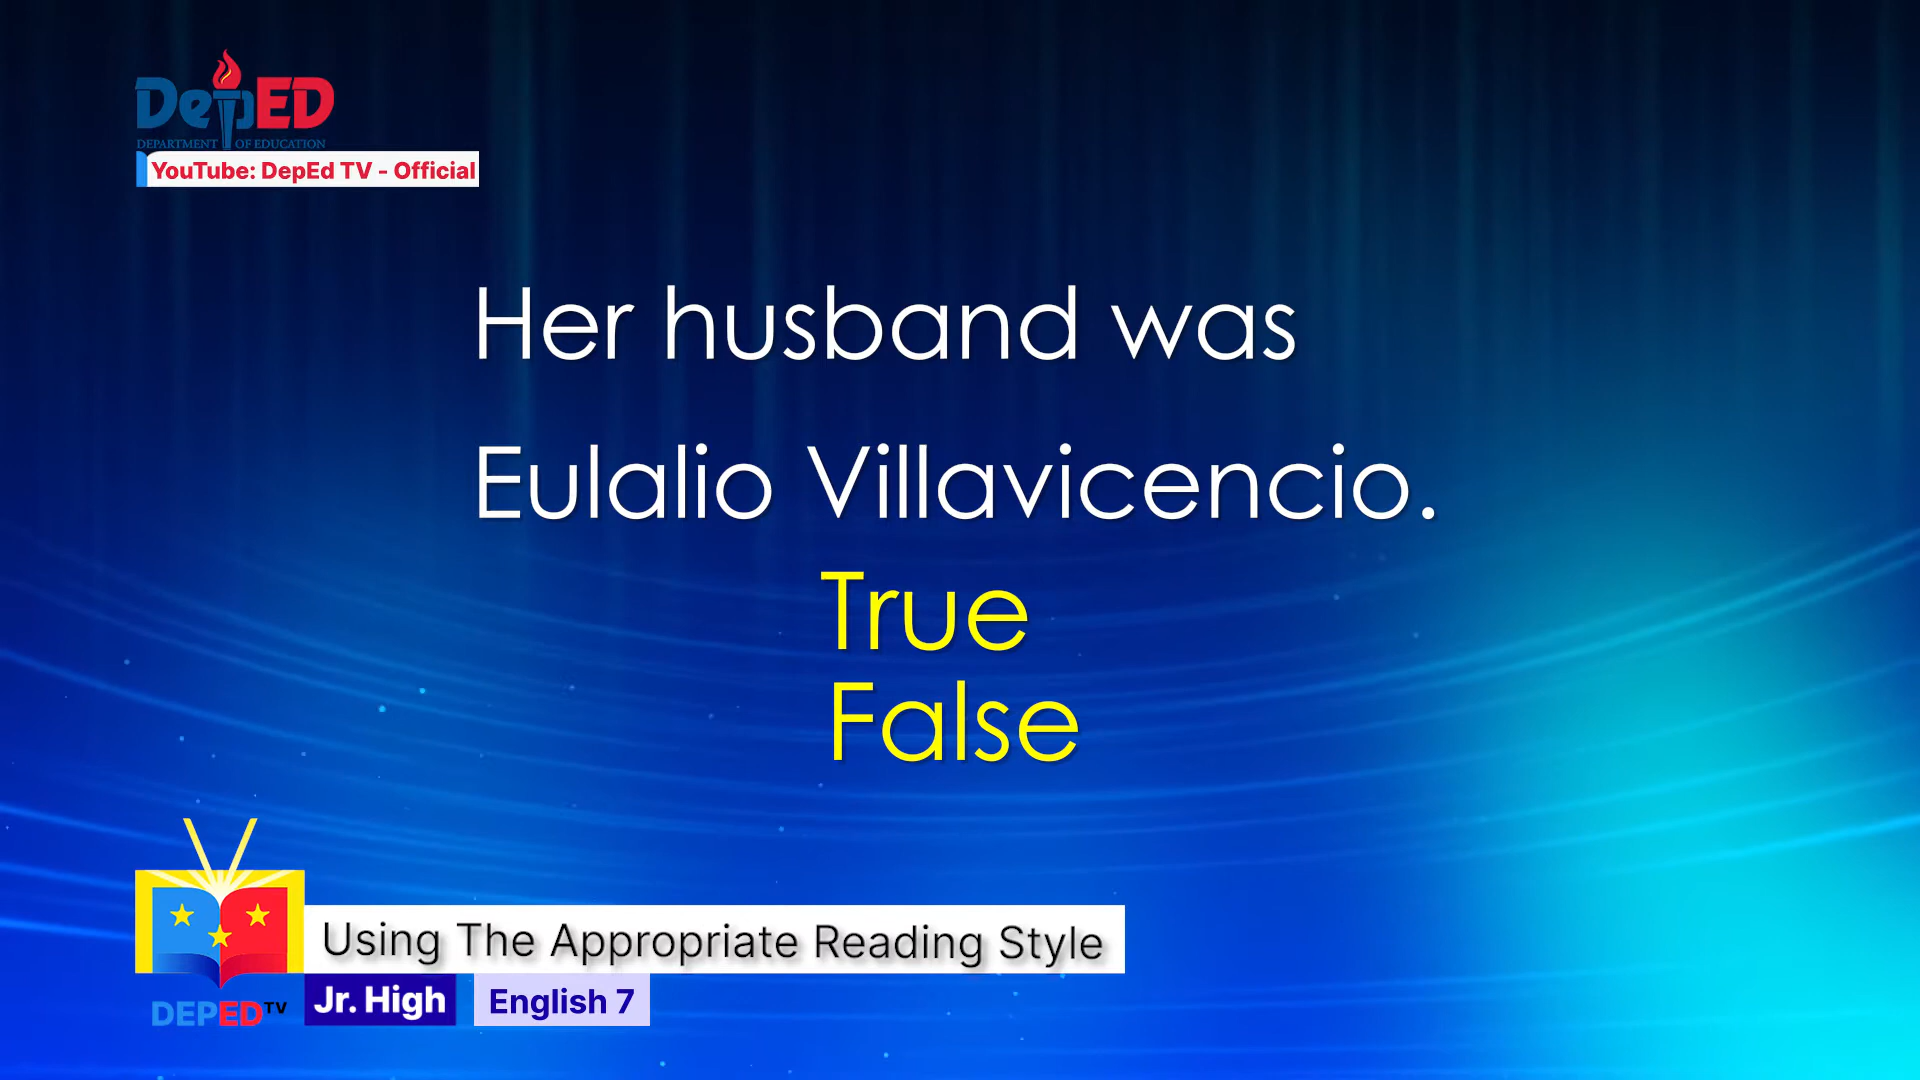 DepED
DEPARTMENT OF EDUCATION
YouTube: DepEd TV - Official
Her husband was
Eulalio Villavicencio.
True
False
Using The Appropriate Reading Style
DEPED TV
Jr. High
English 7